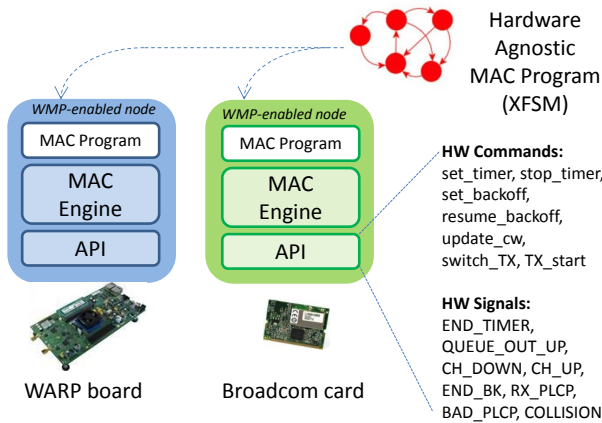 Hardware
Agnostic
MAC Program
(XFSM)
WMP-enabled node
MAC Program
MAC
Engine
API
WARP board
WMP-enabled node
MAC Program
MAC
Engine
API
Broadcom card
HW Commands:
set_timer, stop_timer,
set_backoff,
resume_backoff,
update_cw,
switch_TX, TX_start
HW Signals:
END_TIMER,
QUEUE_OUT_UP,
CH_DOWN, CH_UP,
END_BK, RX_PLCP,
BAD_PLCP, COLLISION